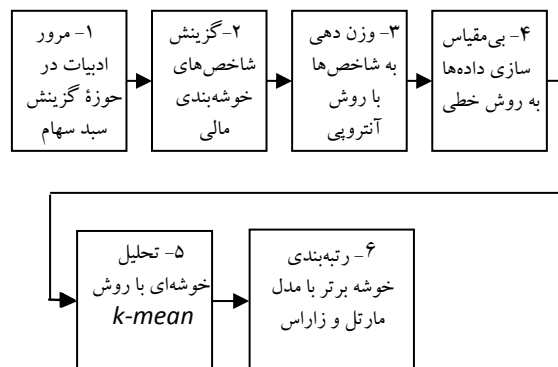 ۱- مرور
ادبیات در
حوزهٔ گزینش
سبد سهام
۲-گزینش
شاخص‌های
خوشه‌بندی
مالی
۳- وزن دهی
به شاخص‌ها
با روش
آنتروپی
۴- بی‌مقیاس
سازی داده‌ها
به روش خطی
۵- تحلیل
خوشه‌ای با روش
k-mean
۶- رتبه‌بندی
خوشه برتر با مدل
مارتل و زاراس